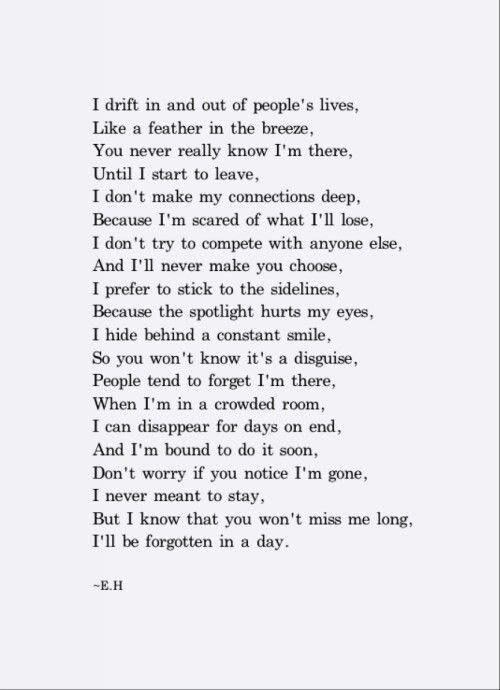 I drift in and out of people's lives,
Like a feather in the breeze,
You never really know I'm there,
Until I start to leave,
I don't make my connections deep,
Because I'm scared of what I'll lose,
I don't try to compete with anyone else,
And I'll never make you choose,
I prefer to stick to the sidelines,
Because the spotlight hurts my eyes,
I hide behind a constant smile,
So you won't know it's a disguise,
People tend to forget I'm there,
When I'm in a crowded room,
I can disappear for days on end,
And I'm bound to do it soon,
Don't worry if you notice I'm gone,
I never meant to stay,
But I know that you won't miss me long,
I'll be forgotten in a day.
~E.H